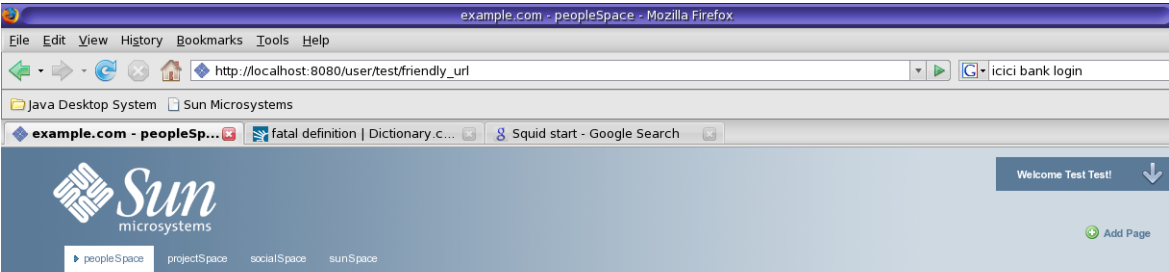 example.com - peopleSpace - Mozilla Firefox
File Edit View History Bookmarks Tools Help
http://localhost:8080/user/test/friendly_url G icici bank login
Java Desktop System Sun Microsystems
example.com - peopleSp... fatal definition | Dictionary.c... Squid start - Google Search
Welcome Test Test!
Sun
microsystems
Add Page
peopleSpace projectSpace socialSpace sunSpace